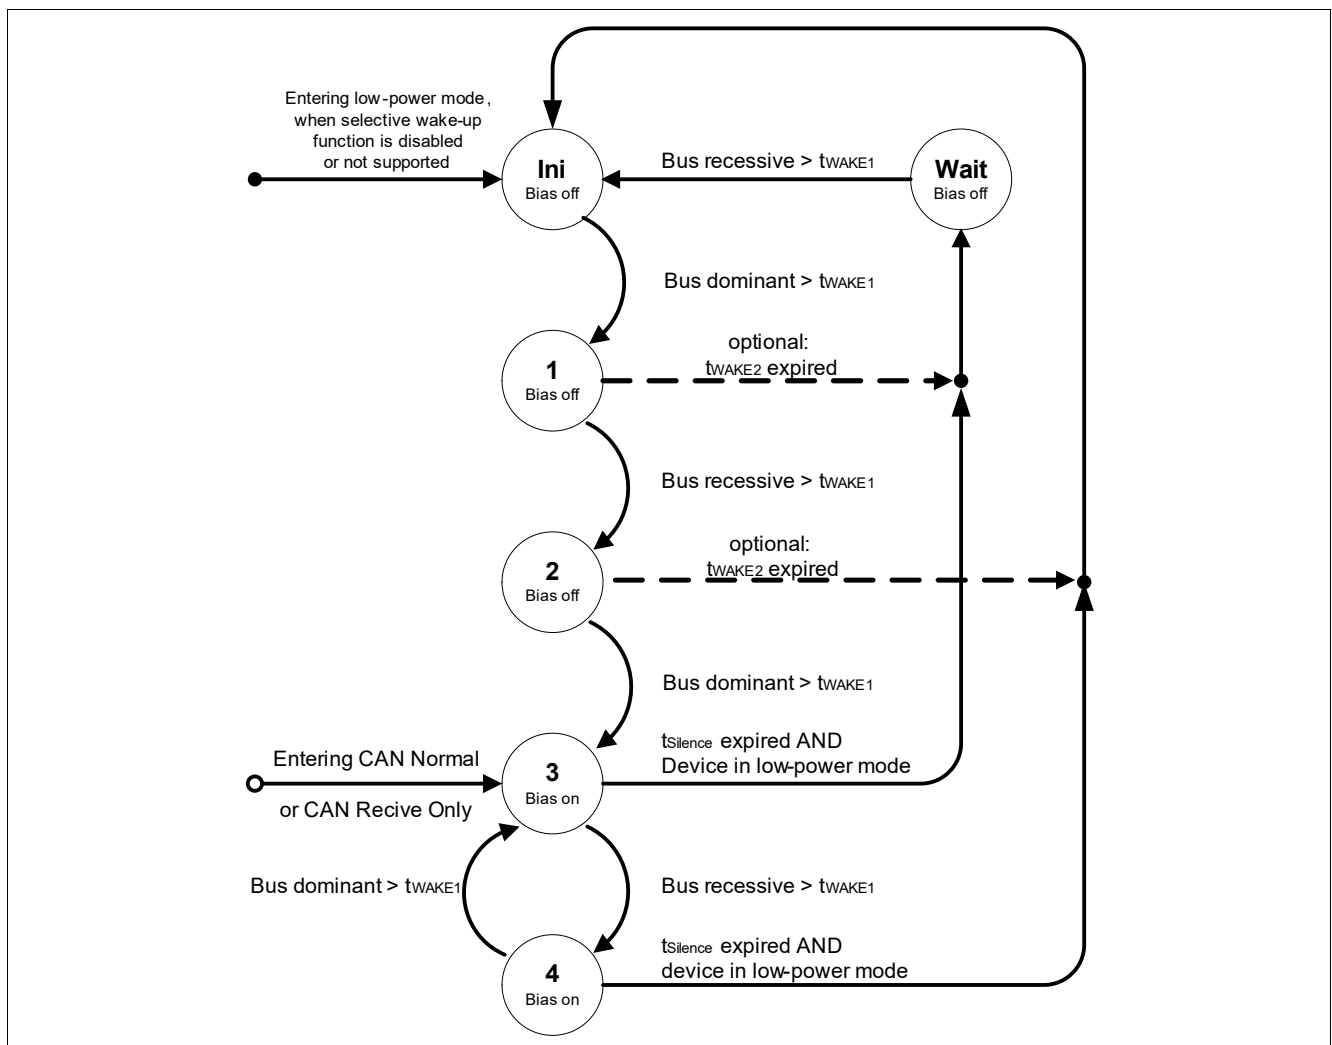 Entering low-power mode,
when selective wake-up
function is disabled
or not supported
Ini
Bias off
Bus recessive > tWAKE1
Wait
Bias off
Bus dominant > tWAKE1
optional:
tWAKE2 expired
1
Bias off
Bus recessive > tWAKE1
optional:
tWAKE2 expired
2
Bias off
Bus dominant > tWAKE1
tSilence expired AND
Device in low-power mode
Entering CAN Normal
or CAN Recive Only
3
Bias on
Bus dominant > tWAKE1
Bus recessive > tWAKE1
tSilence expired AND
device in low-power mode
4
Bias on